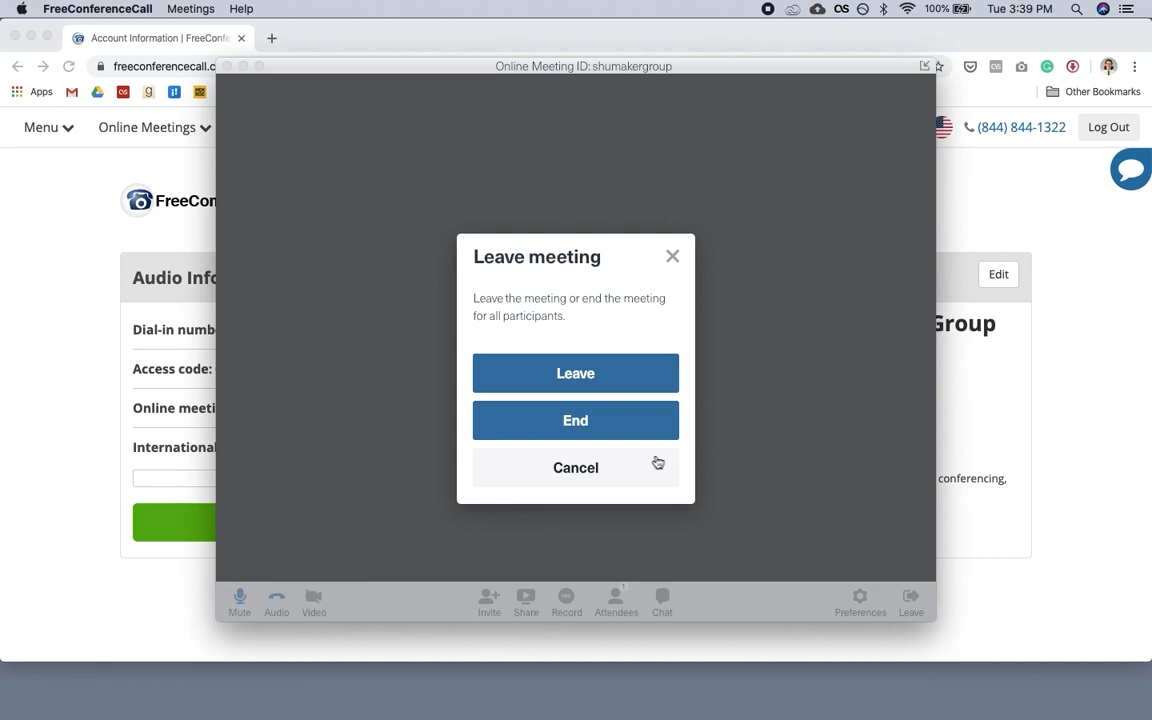 FreeConferenceCall Meetings Help
100% Tue 3:39 PM
Account Information | FreeConfe
freeconferencecall.c
Online Meeting ID: shumakergroup
Apps
Other Bookmarks
Menu Online Meetings
(844) 844-1322 Log Out
FreeCon
Audio Info
Edit
Dial-in numb
Group
Access code:
Online meeti
International
conferencing,
Leave meeting
Leave the meeting or end the meeting
for all participants.
Leave
End
Cancel
Mute Audio Video Invite Share Record Attendees Chat Preferences Leave